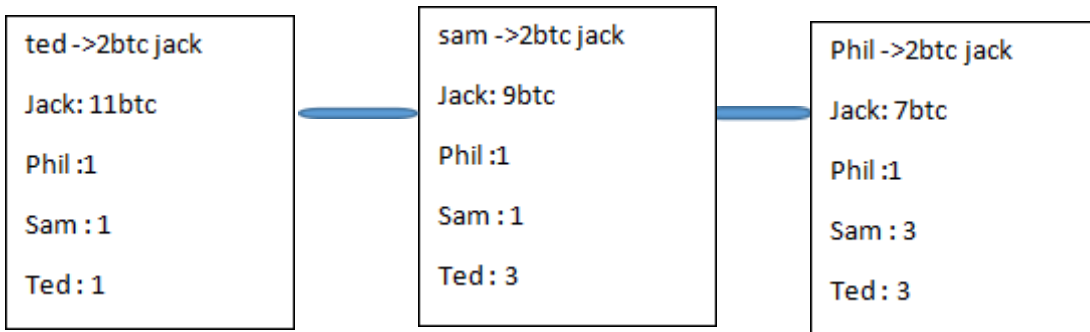 ted ->2btc jack
Jack: 11btc
Phil :1
Sam : 1
Ted : 1
sam ->2btc jack
Jack: 9btc
Phil :1
Sam : 1
Ted : 3
Phil ->2btc jack
Jack: 7btc
Phil :1
Sam : 3
Ted : 3